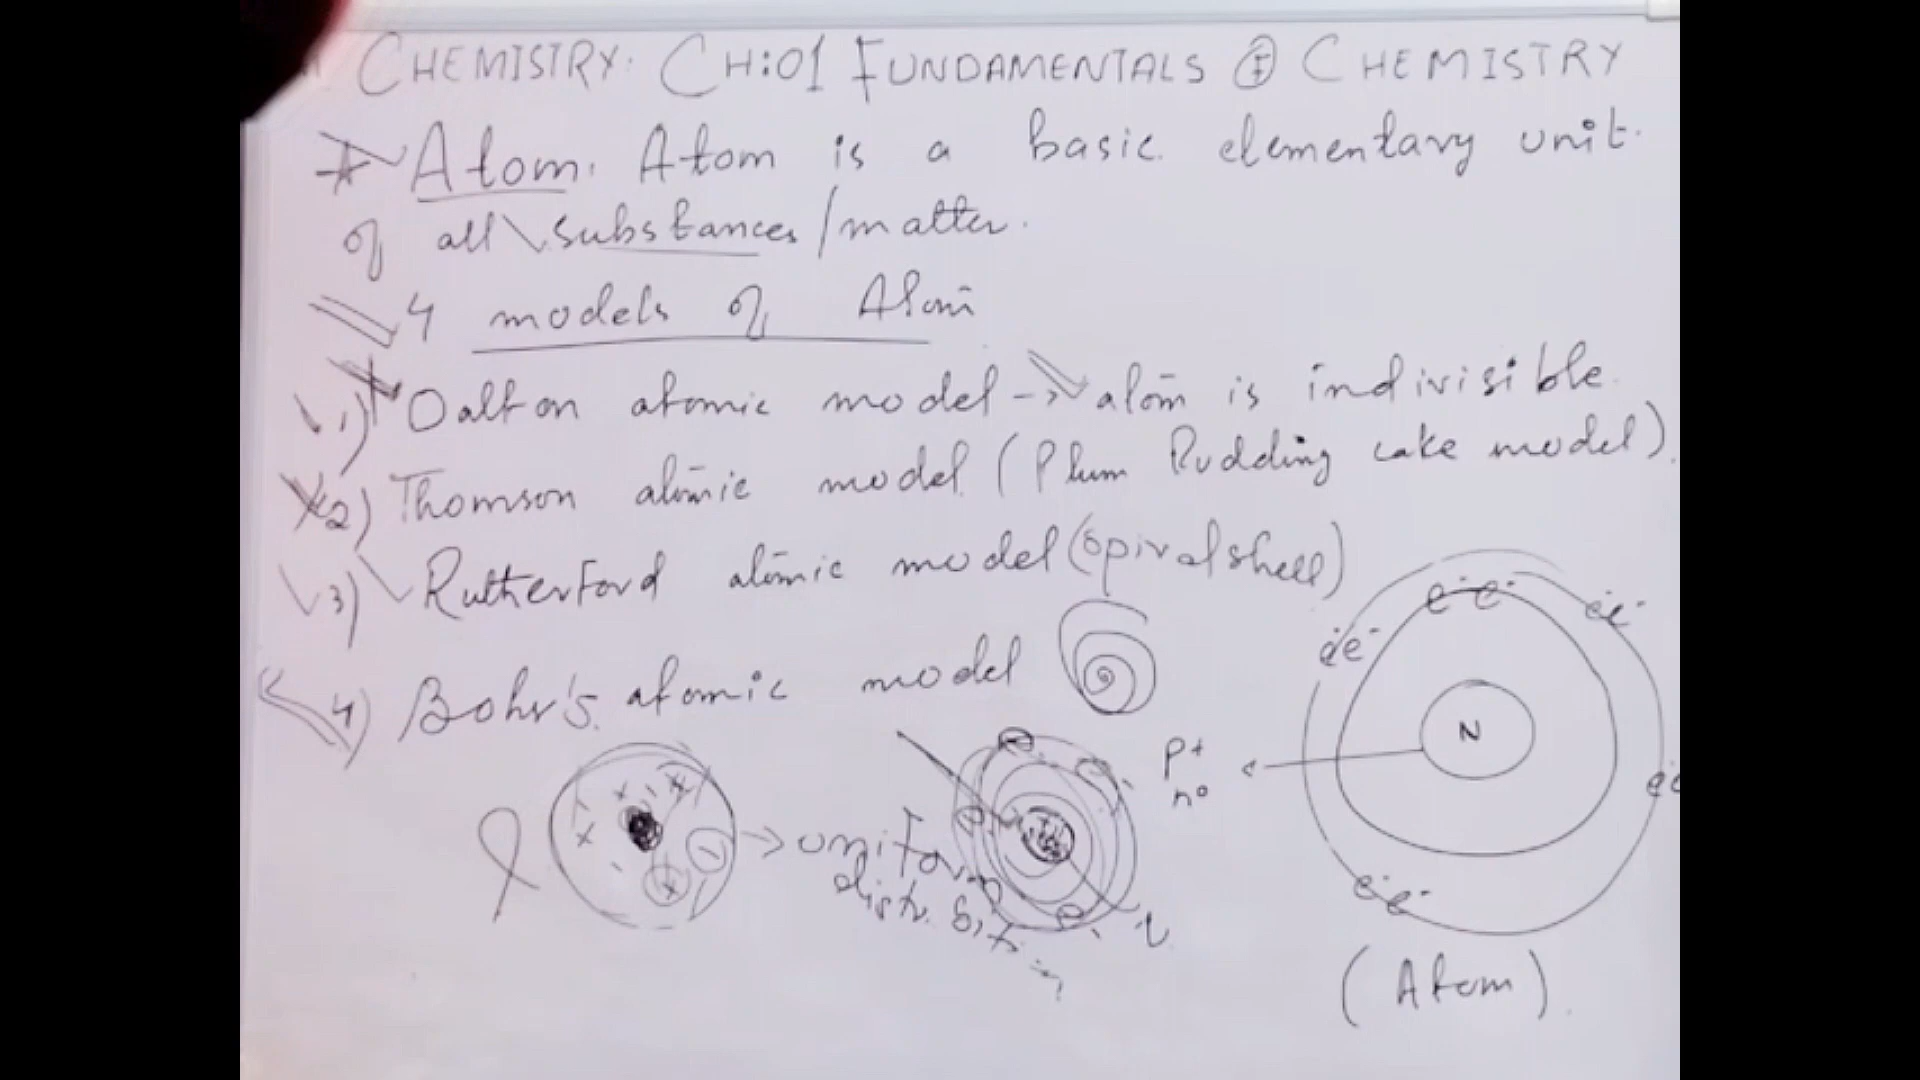 CHEMISTRY. CH:01 FUNDAMENTALS OF CHEMISTRY
Atom. Atom is a basic elementary unit.
of all substances/matter.
4 models of Atom
1) Dalton atomic model -> atom is indivisible.
2) Thomson atomic model (Plum Pudding cake model).
3) Rutherford atomic model (spiral shell)
4) Bohr's atomic model
e- e-
e e-
e e-
N
P+
n°
e e
e- e-
-> uniform
distribution
(Atom).